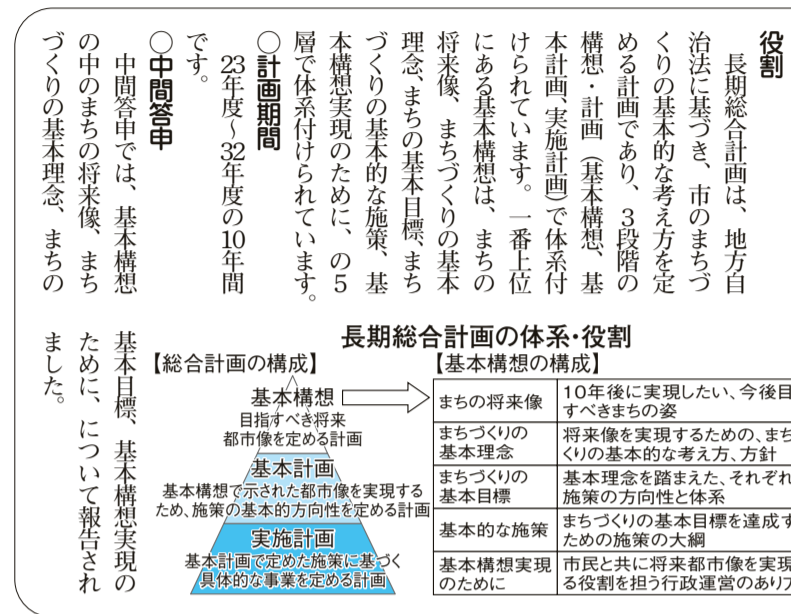 役割
長期総合計画は、地方自
治法に基づき、市のまちづ
くりの基本的な考え方を定
める計画であり、3段階の
構想・計画（基本構想、基
本計画、実施計画）で体系付
けられています。一番上位
にある基本構想は、まちの
将来像、まちづくりの基本
理念、まちの基本目標、まち
づくりの基本的な施策、基
本構想実現のために、の5
層で体系付けられています。
○計画期間
23年度〜32年度の10年間
です。
○中間答申
中間答申では、基本構想
の中のまちの将来像、まち
づくりの基本理念、まちの
基本目標、基本構想実現の
ために、について報告され
ました。
長期総合計画の体系・役割
【総合計画の構成】
基本構想
目指すべき将来
都市像を定める計画
基本計画
基本構想で示された都市像を実現する
ため、施策の基本的方向性を定める計画
実施計画
基本計画で定めた施策に基づく
具体的な事業を定める計画
【基本構想の構成】
まちの将来像
10年後に実現したい、今後目
すべきまちの姿
まちづくりの
基本理念
将来像を実現するための、まち
くりの基本的な考え方、方針
まちづくりの
基本目標
基本理念を踏まえた、それぞれ
施策の方向性と体系
基本的な施策
まちづくりの基本目標を達成す
ための施策の大綱
基本構想実現
のために
市民と共に将来都市像を実現
る役割を担う行政運営のあり